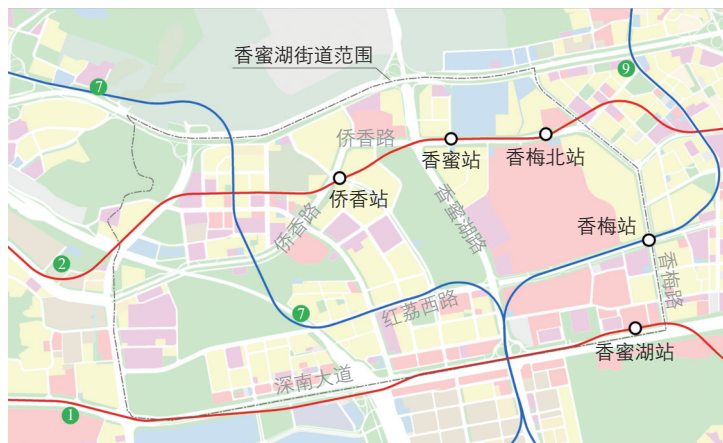 香蜜湖街道范围
9
7
侨香路
香蜜站
香梅北站
侨香站
香蜜湖路
侨香路
香梅站
2
香梅路
7
红荔西路
香蜜湖站
深南大道
1